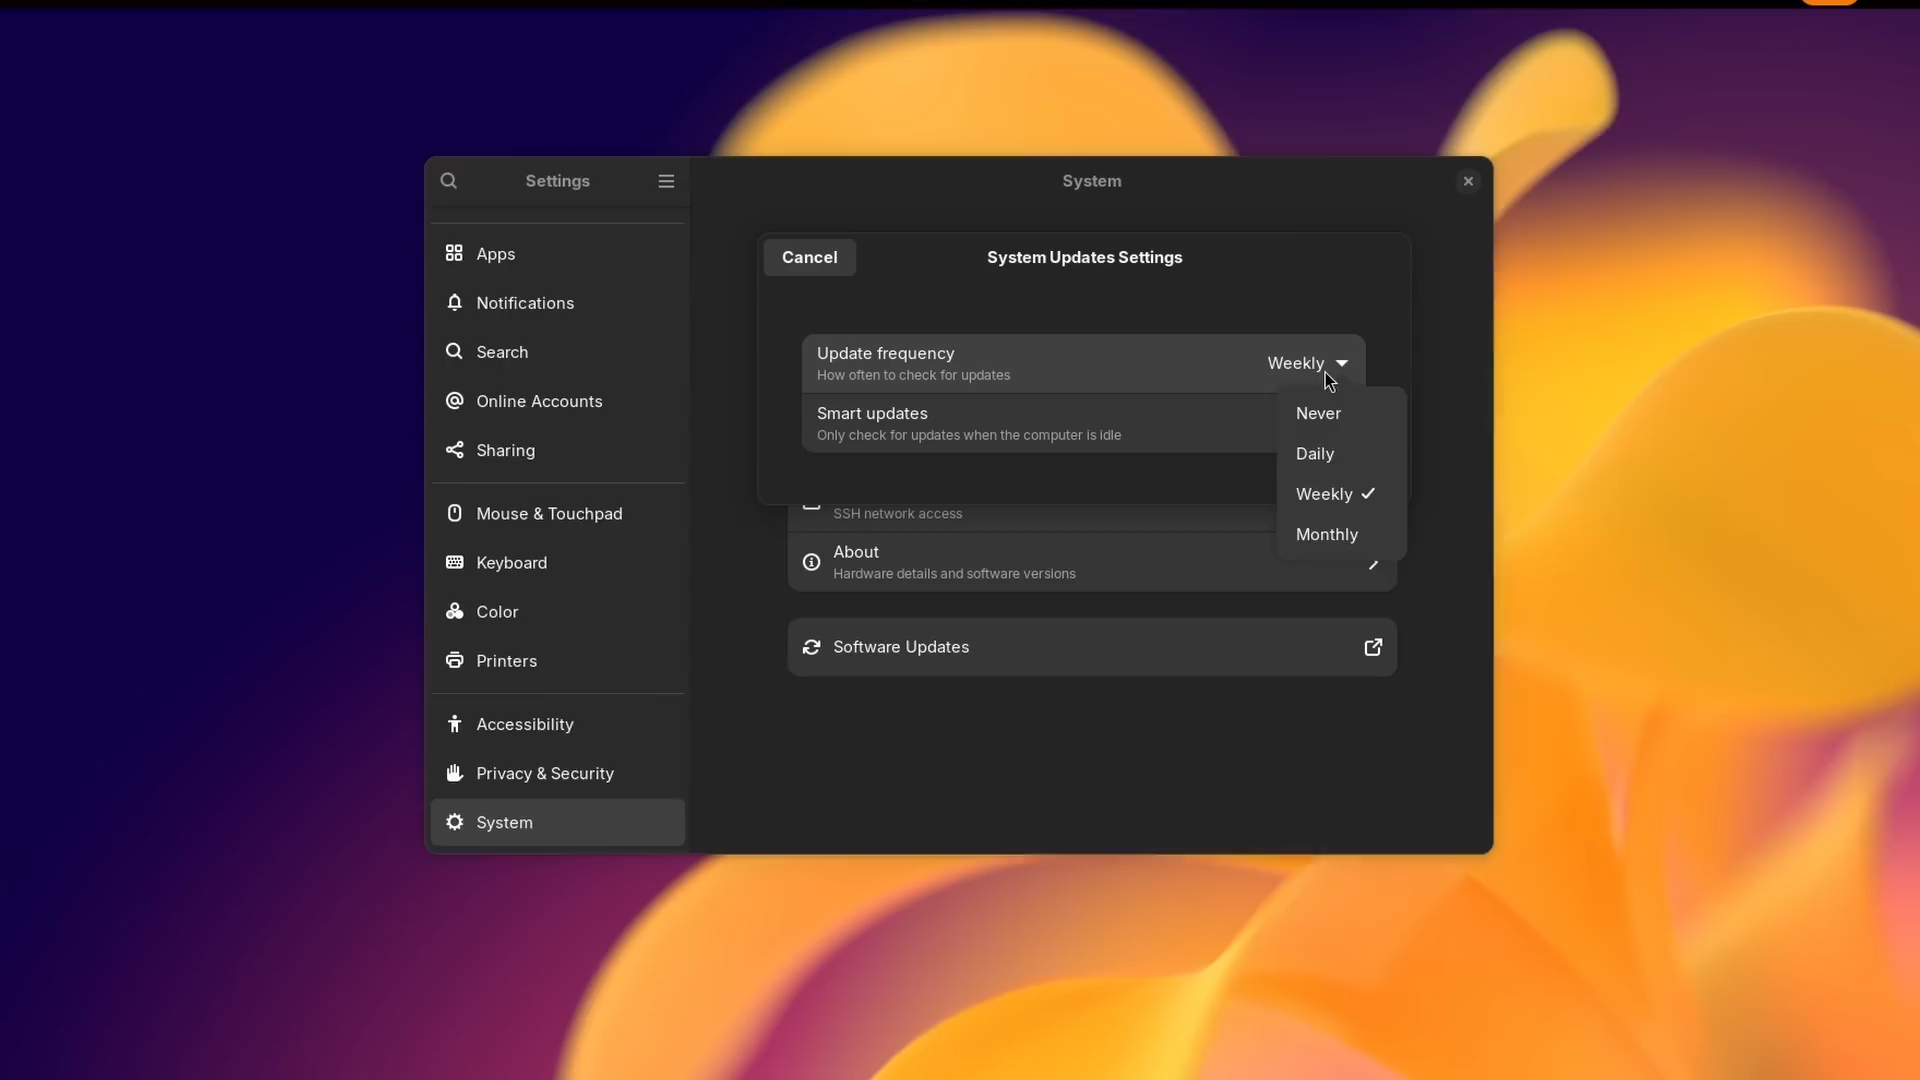 Settings
System
Apps
Notifications
Search
Online Accounts
Sharing
Mouse & Touchpad
Keyboard
Color
Printers
Accessibility
Privacy & Security
System
Cancel
System Updates Settings
Update frequency
How often to check for updates
Weekly
Smart updates
Only check for updates when the computer is idle
Never
Daily
Weekly
Monthly
SSH network access
About
Hardware details and software versions
Software Updates